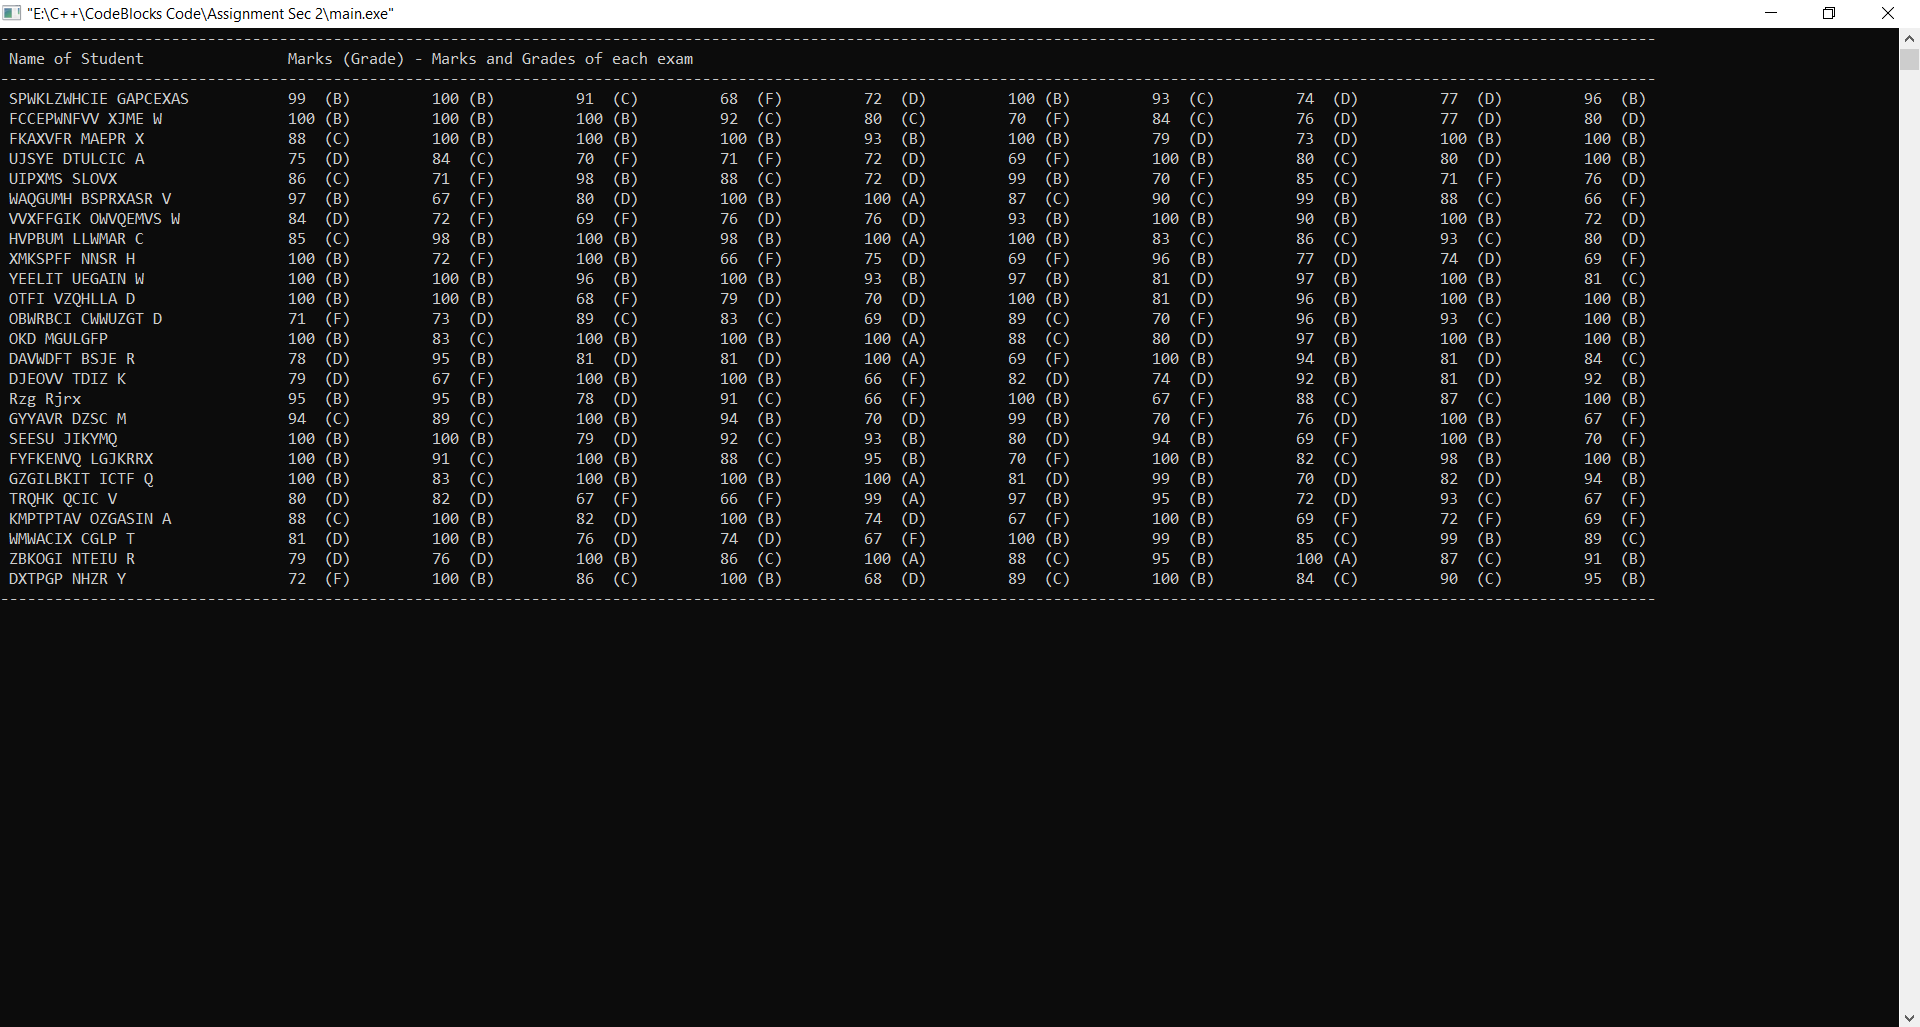 "E:\C++\CodeBlocks Code\Assignment Sec 2\main.exe"
Name of Student Marks (Grade) - Marks and Grades of each exam
SPWKLZWHCIE GAPCEXAS 99 (B) 100 (B) 91 (C) 68 (F) 72 (D) 100 (B) 93 (C) 74 (D) 77 (D) 96 (B)
FCCEPWNFVV XJME W 100 (B) 100 (B) 100 (B) 92 (C) 80 (C) 70 (F) 84 (C) 76 (D) 77 (D) 80 (D)
FKAXVFR MAEPR X 88 (C) 100 (B) 100 (B) 100 (B) 93 (B) 100 (B) 79 (D) 73 (D) 100 (B) 100 (B)
UJSYE DTULCIC A 75 (D) 84 (C) 70 (F) 71 (F) 72 (D) 69 (F) 100 (B) 80 (C) 80 (D) 100 (B)
UIPXMS SLOVX 86 (C) 71 (F) 98 (B) 88 (C) 72 (D) 99 (B) 70 (F) 85 (C) 71 (F) 76 (D)
WAQGUMH BSPRXASR V 97 (B) 67 (F) 80 (D) 100 (B) 100 (A) 87 (C) 90 (C) 99 (B) 88 (C) 66 (F)
VVXFFGIK OWVQEMVS W 84 (D) 72 (F) 69 (F) 76 (D) 76 (D) 93 (B) 100 (B) 90 (B) 100 (B) 72 (D)
HVPBUM LLWMAR C 85 (C) 98 (B) 100 (B) 98 (B) 100 (A) 100 (B) 83 (C) 86 (C) 93 (C) 80 (D)
XMKSPFF NNSR H 100 (B) 72 (F) 100 (B) 66 (F) 75 (D) 69 (F) 96 (B) 77 (D) 74 (D) 69 (F)
YEELIT UEGAIN W 100 (B) 100 (B) 96 (B) 100 (B) 93 (B) 97 (B) 81 (D) 97 (B) 100 (B) 81 (C)
OTFI VZQHLLA D 100 (B) 100 (B) 68 (F) 79 (D) 70 (D) 100 (B) 81 (D) 96 (B) 100 (B) 100 (B)
OBWRBCI CWWUZGT D 71 (F) 73 (D) 89 (C) 83 (C) 69 (D) 89 (C) 70 (F) 96 (B) 93 (C) 100 (B)
OKD MGULGFP 100 (B) 83 (C) 100 (B) 100 (B) 100 (A) 88 (C) 80 (D) 97 (B) 100 (B) 100 (B)
DAVWDFT BSJE R 78 (D) 95 (B) 81 (D) 81 (D) 100 (A) 69 (F) 100 (B) 94 (B) 81 (D) 84 (C)
DJEOVV TDIZ K 79 (D) 67 (F) 100 (B) 100 (B) 66 (F) 82 (D) 74 (D) 92 (B) 81 (D) 92 (B)
Rzg Rjrx 95 (B) 95 (B) 78 (D) 91 (C) 66 (F) 100 (B) 67 (F) 88 (C) 87 (C) 100 (B)
GYYAVR DZSC M 94 (C) 89 (C) 100 (B) 94 (B) 70 (D) 99 (B) 70 (F) 76 (D) 100 (B) 67 (F)
SEESU JIKYMQ 100 (B) 100 (B) 79 (D) 92 (C) 93 (B) 80 (D) 94 (B) 69 (F) 100 (B) 70 (F)
FYFKENVQ LGJKRRX 100 (B) 91 (C) 100 (B) 88 (C) 95 (B) 70 (F) 100 (B) 82 (C) 98 (B) 100 (B)
GZGILBKIT ICTF Q 100 (B) 83 (C) 100 (B) 100 (B) 100 (A) 81 (D) 99 (B) 70 (D) 82 (D) 94 (B)
TRQHK QCIC V 80 (D) 82 (D) 67 (F) 66 (F) 99 (A) 97 (B) 95 (B) 72 (D) 93 (C) 67 (F)
KMPTPTAV OZGASIN A 88 (C) 100 (B) 82 (D) 100 (B) 74 (D) 67 (F) 100 (B) 69 (F) 72 (F) 69 (F)
WMWACIX CGLP T 81 (D) 100 (B) 76 (D) 74 (D) 67 (F) 100 (B) 99 (B) 85 (C) 99 (B) 89 (C)
ZBKOGI NTEIU R 79 (D) 76 (D) 100 (B) 86 (C) 100 (A) 88 (C) 95 (B) 100 (A) 87 (C) 91 (B)
DXTPGP NHZR Y 72 (F) 100 (B) 86 (C) 100 (B) 68 (D) 89 (C) 100 (B) 84 (C) 90 (C) 95 (B)